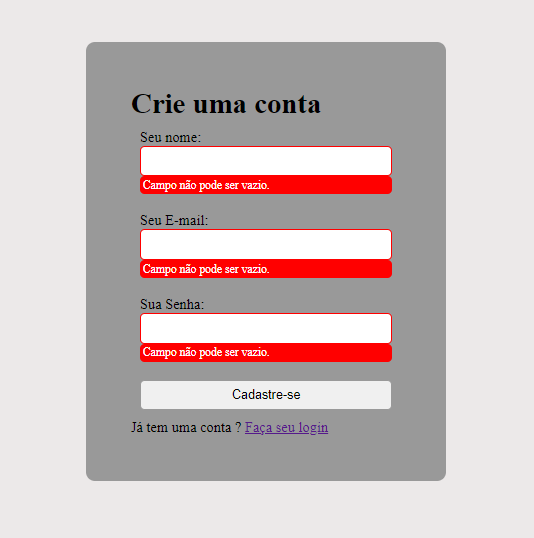 Crie uma conta
Seu nome:
Campo não pode ser vazio.
Seu E-mail:
Campo não pode ser vazio.
Sua Senha:
Campo não pode ser vazio.
Cadastre-se
Já tem uma conta ? Faça seu login